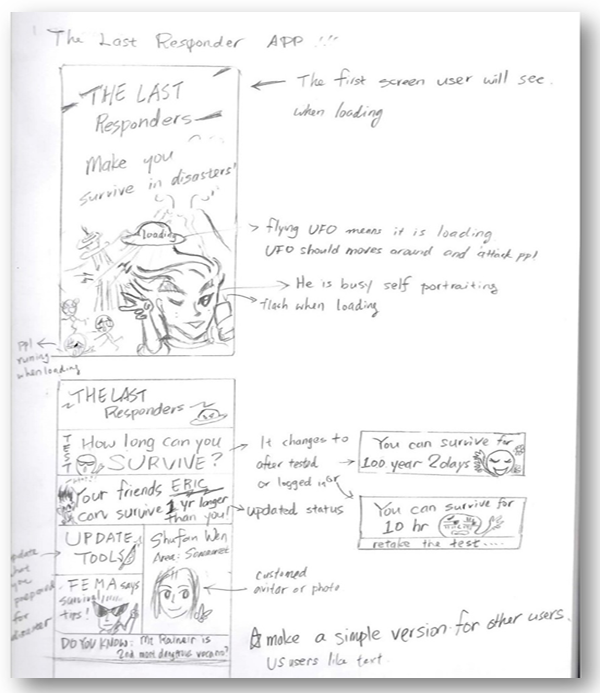 The Last Responder APP !!!
THE LAST
Responders
Make you
survive in disasters!
loading
The first screen user will see.
when loading
flying UFO means it is loading
UFO should moves around and attak ppl
He is busy self portraiting
flash when loading
ppl
running
when loading
THE LAST
Responders
TEST
How long can you
SURVIVE?
Your friends ERIC
can survive 1 yr longer
than you!
UPDATE
TOOLS
Shufan Wen
Area:
FEMA says
survival
tips!
DO YOU KNOW: Mt Rainair is
2nd most dangerous vocano?
It changes to
after tested
or logged in
updated status
customed
avitar or photo
what
you
prepared
for
disaster
You can survive for
100 year 2days
or
You can survive for
10 hr
retake the test....
make a simple version for other users.
US users like text.